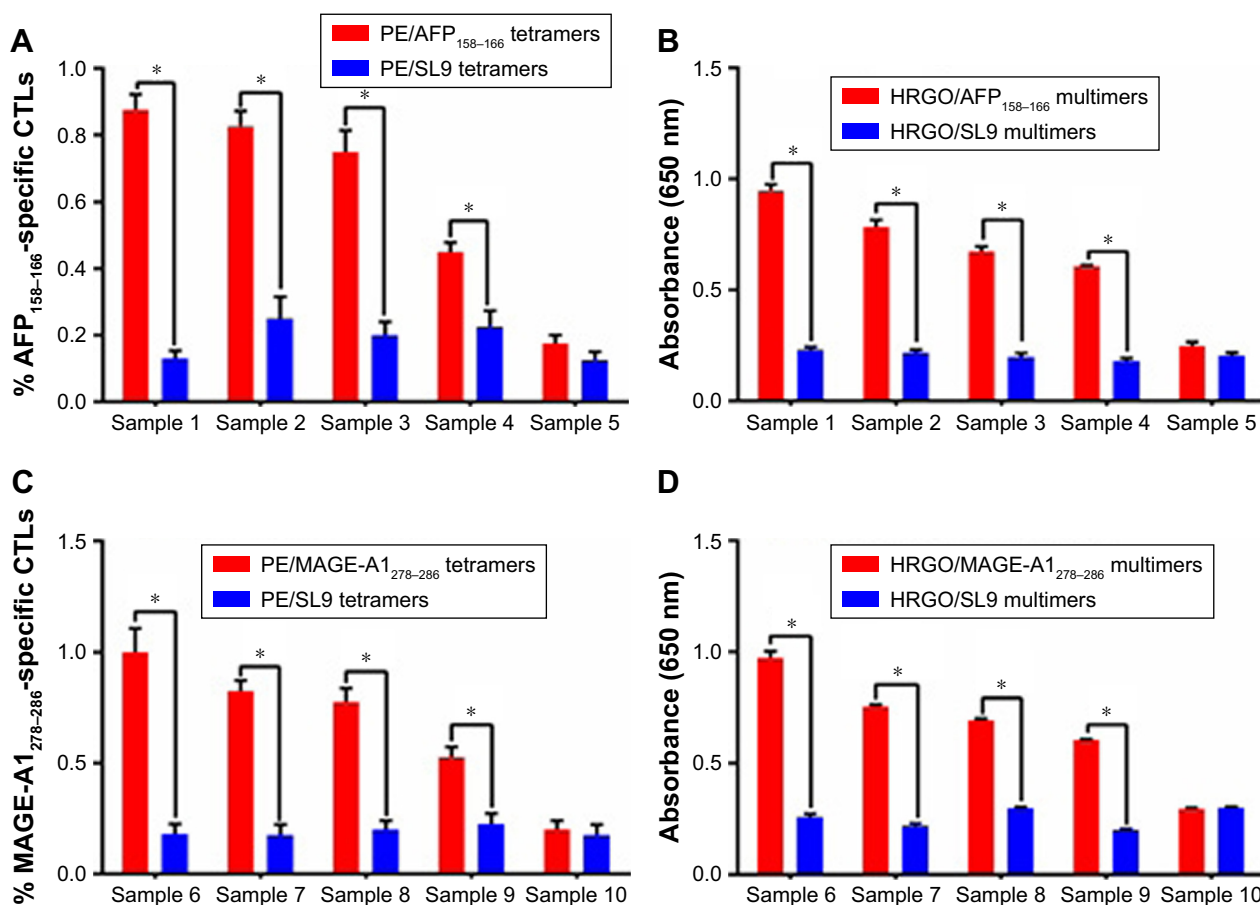 A
PE/AFP158–166 tetramers
PE/SL9 tetramers
% AFP158–166-specific CTLs
1.0
0.8
0.6
0.4
0.2
0.0
*
*
*
*
Sample 1 Sample 2 Sample 3 Sample 4 Sample 5
B
HRGO/AFP158–166 multimers
HRGO/SL9 multimers
Absorbance (650 nm)
1.5
1.0
0.5
0.0
*
*
*
*
Sample 1 Sample 2 Sample 3 Sample 4 Sample 5
C
PE/MAGE-A1278–286 tetramers
PE/SL9 tetramers
% MAGE-A1278–286-specific CTLs
1.5
1.0
0.5
0.0
*
*
*
*
Sample 6 Sample 7 Sample 8 Sample 9 Sample 10
D
HRGO/MAGE-A1278–286 multimers
HRGO/SL9 multimers
Absorbance (650 nm)
1.5
1.0
0.5
0.0
*
*
*
*
Sample 6 Sample 7 Sample 8 Sample 9 Sample 10